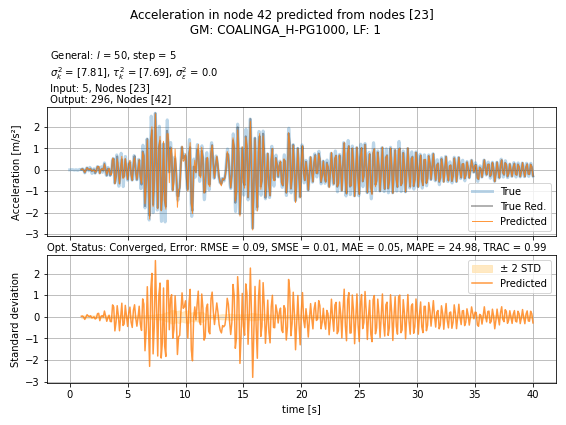 Acceleration in node 42 predicted from nodes [23]
GM: COALINGA_H-PG1000, LF: 1
General: l = 50, step = 5
σ²ₖ = [7.81], τ²ₖ = [7.69], σ²ε = 0.0
Input: 5, Nodes [23]
Output: 296, Nodes [42]
Acceleration [m/s²]
2
1
0
−1
−2
−3
True
True Red.
Predicted
Opt. Status: Converged, Error: RMSE = 0.09, SMSE = 0.01, MAE = 0.05, MAPE = 24.98, TRAC = 0.99
Standard deviation
2
1
0
−1
−2
−3
± 2 STD
Predicted
0 5 10 15 20 25 30 35 40
time [s]